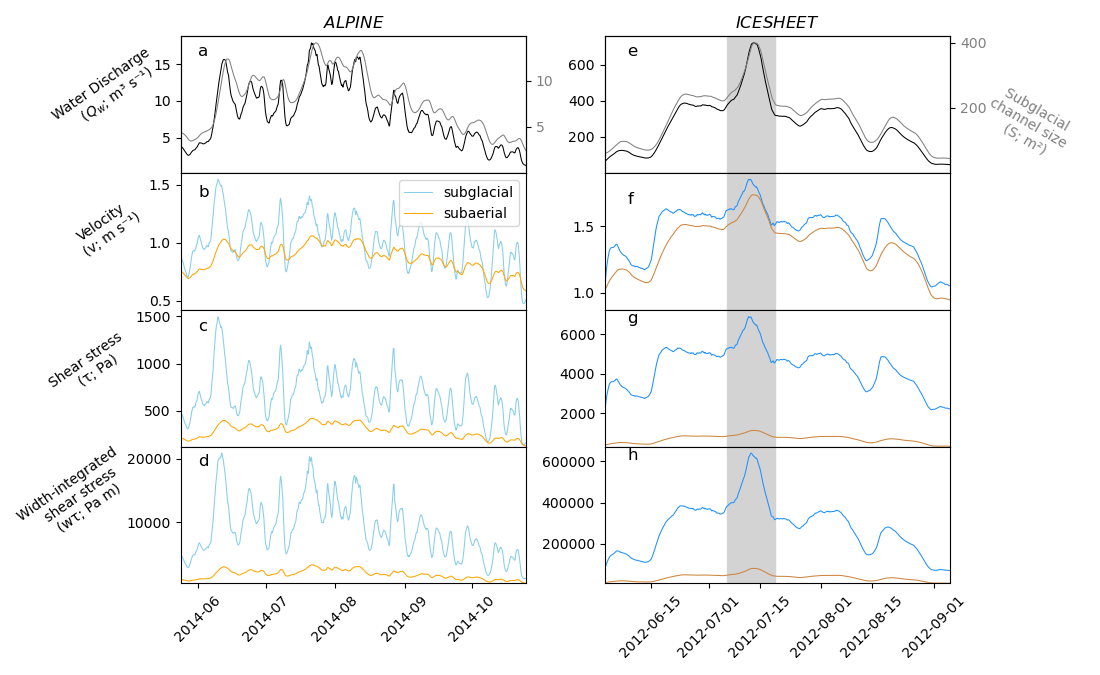 ALPINE
ICESHEET
Water Discharge
(Qw; m³ s⁻¹)
a
15
10
5
10
5
e
600
400
200
400
200
Subglacial
channel size
(S; m²)
Velocity
(v; m s⁻¹)
b
1.5
1.0
0.5
subglacial
subaerial
f
1.5
1.0
Shear stress
(τ; Pa)
c
1500
1000
500
g
6000
4000
2000
Width-integrated
shear stress
(wτ; Pa m)
d
20000
10000
h
600000
400000
200000
2014-06
2014-07
2014-08
2014-09
2014-10
2012-06-15
2012-07-01
2012-07-15
2012-08-01
2012-08-15
2012-09-01